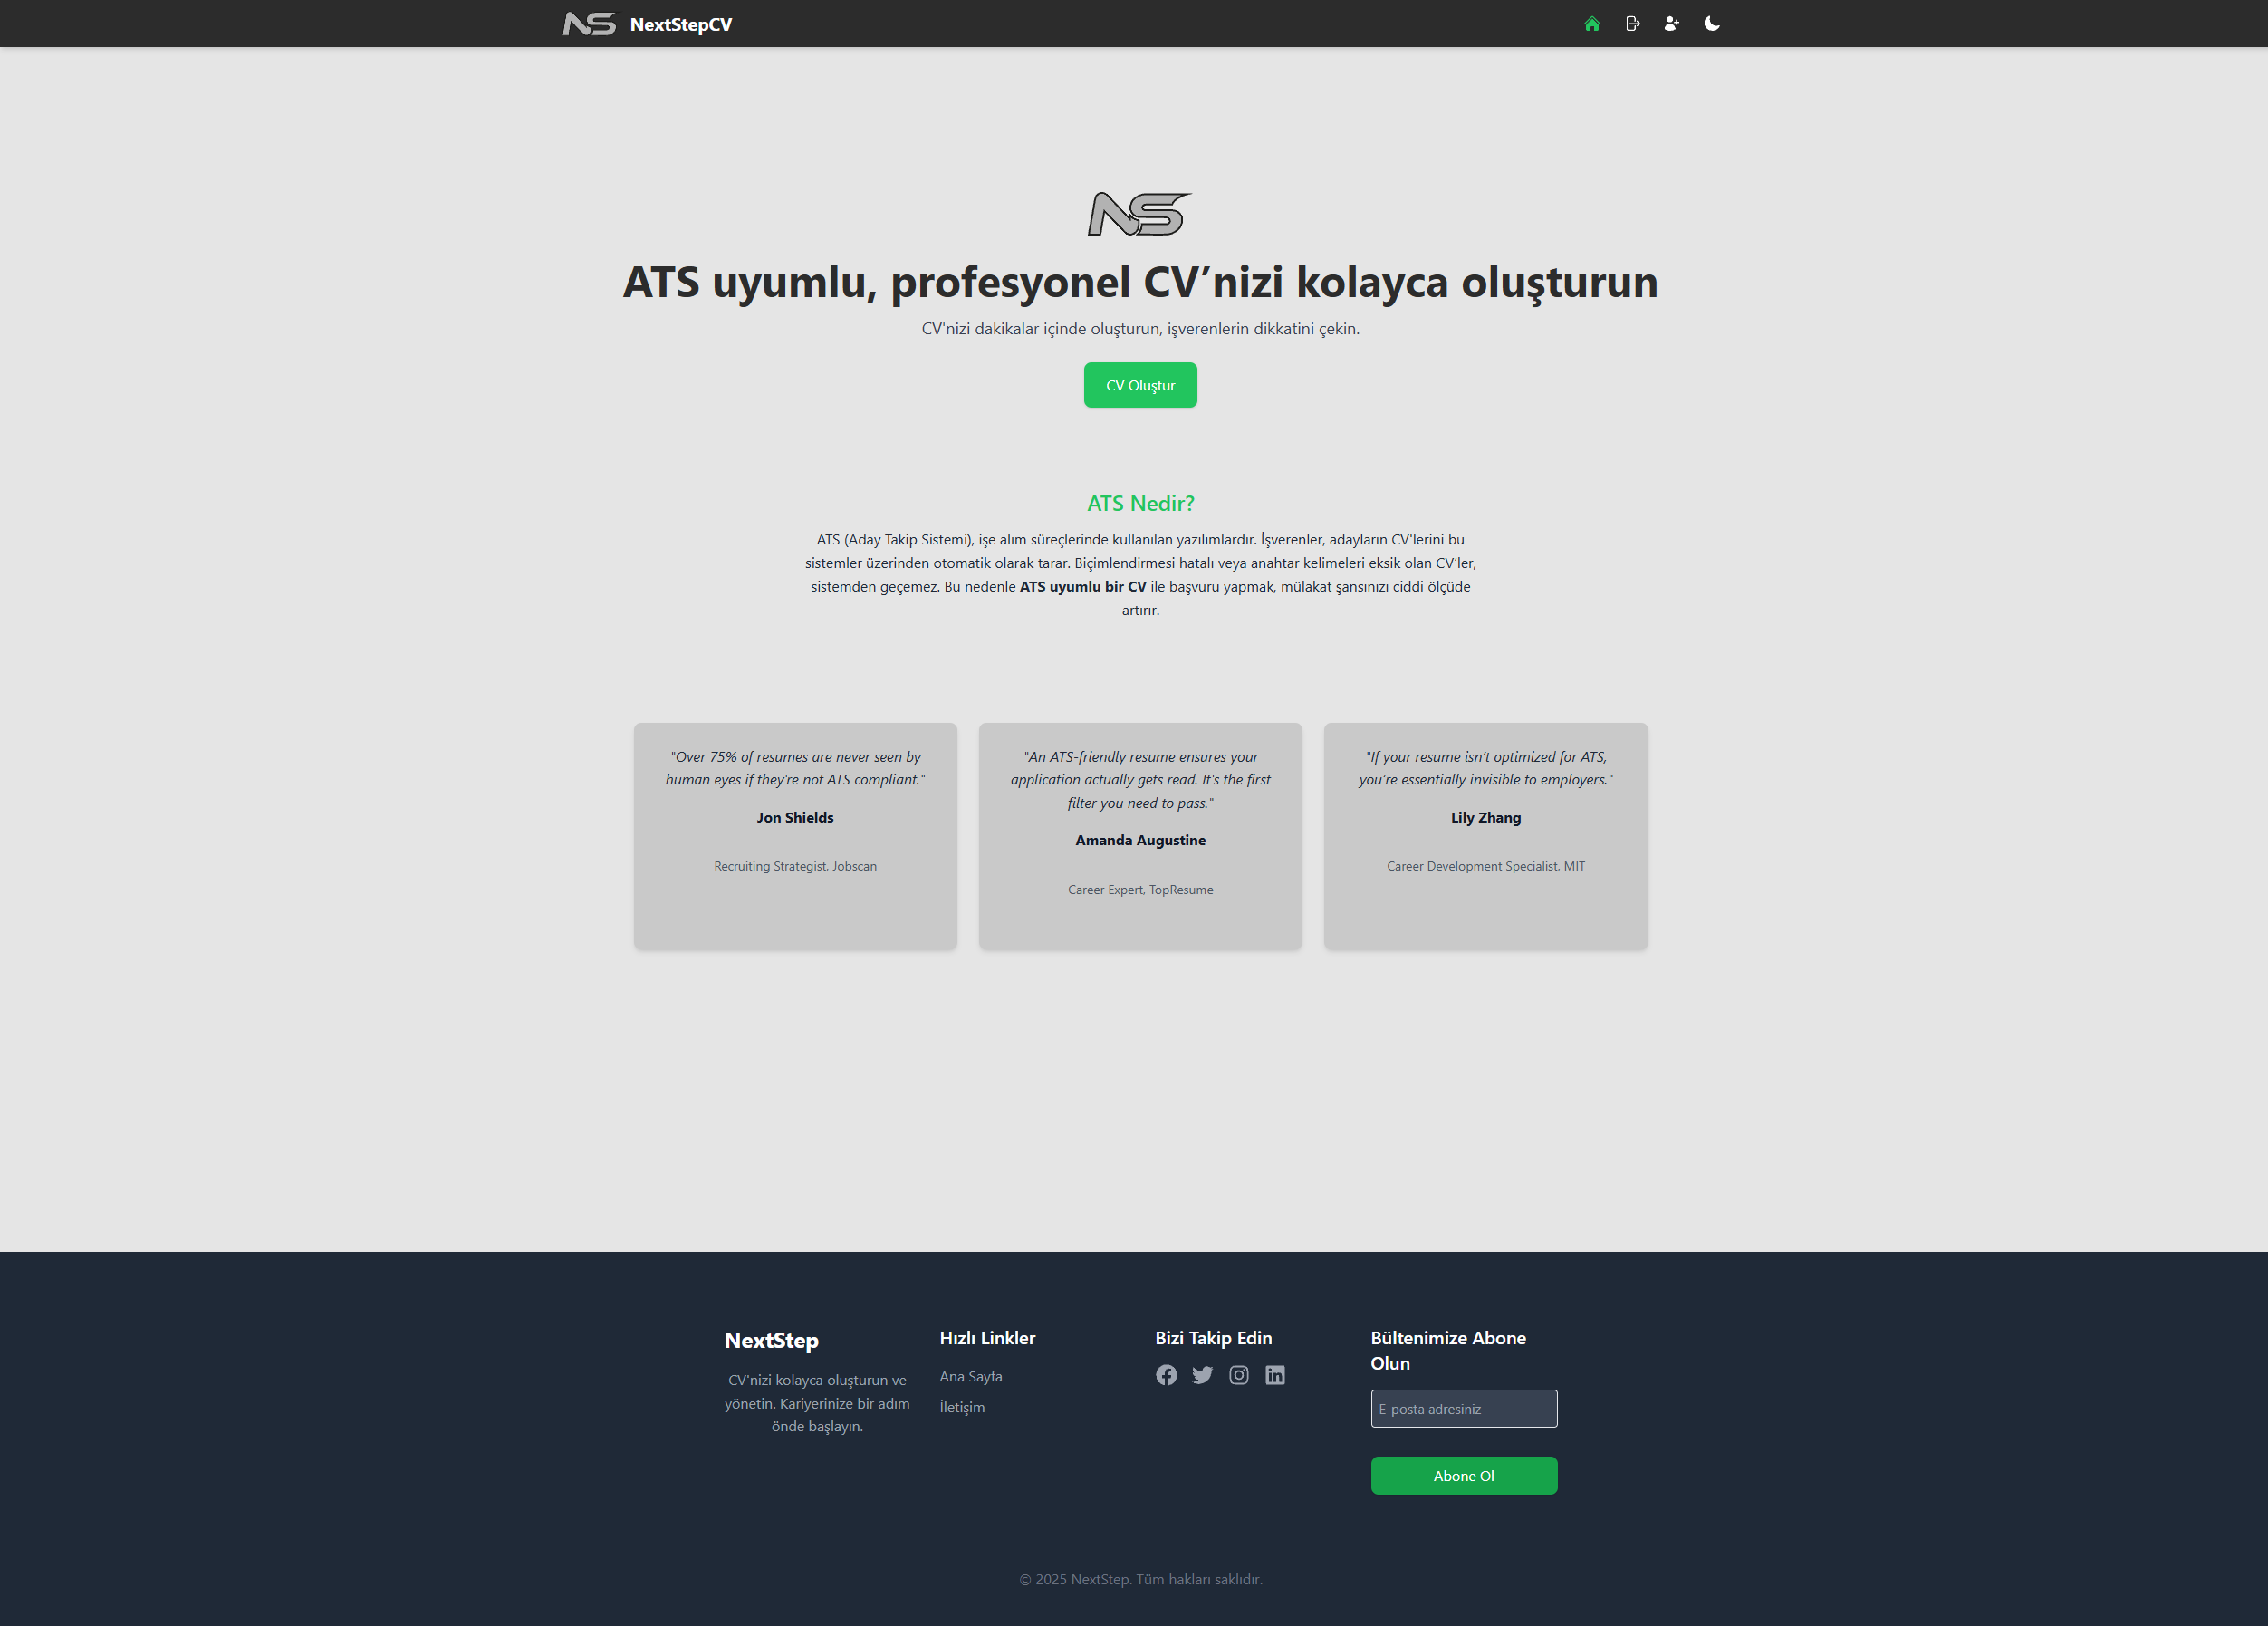 NS NextStepCV
NS
ATS uyumlu, profesyonel CV’nizi kolayca oluşturun
CV'nizi dakikalar içinde oluşturun, işverenlerin dikkatini çekin.
CV Oluştur
ATS Nedir?
ATS (Aday Takip Sistemi), işe alım süreçlerinde kullanılan yazılımlardır. İşverenler, adayların CV'lerini bu
sistemler üzerinden otomatik olarak tarar. Biçimlendirmesi hatalı veya anahtar kelimeleri eksik olan CV’ler,
sistemden geçemez. Bu nedenle ATS uyumlu bir CV ile başvuru yapmak, mülakat şansınızı ciddi ölçüde
artırır.
"Over 75% of resumes are never seen by
human eyes if they're not ATS compliant."
Jon Shields
Recruiting Strategist, Jobscan
"An ATS-friendly resume ensures your
application actually gets read. It's the first
filter you need to pass."
Amanda Augustine
Career Expert, TopResume
"If your resume isn’t optimized for ATS,
you’re essentially invisible to employers."
Lily Zhang
Career Development Specialist, MIT
NextStep
CV'nizi kolayca oluşturun ve
yönetin. Kariyerinize bir adım
önde başlayın.
Hızlı Linkler
Ana Sayfa
İletişim
Bizi Takip Edin
Bültenimize Abone
Olun
E-posta adresiniz
Abone Ol
© 2025 NextStep. Tüm hakları saklıdır.